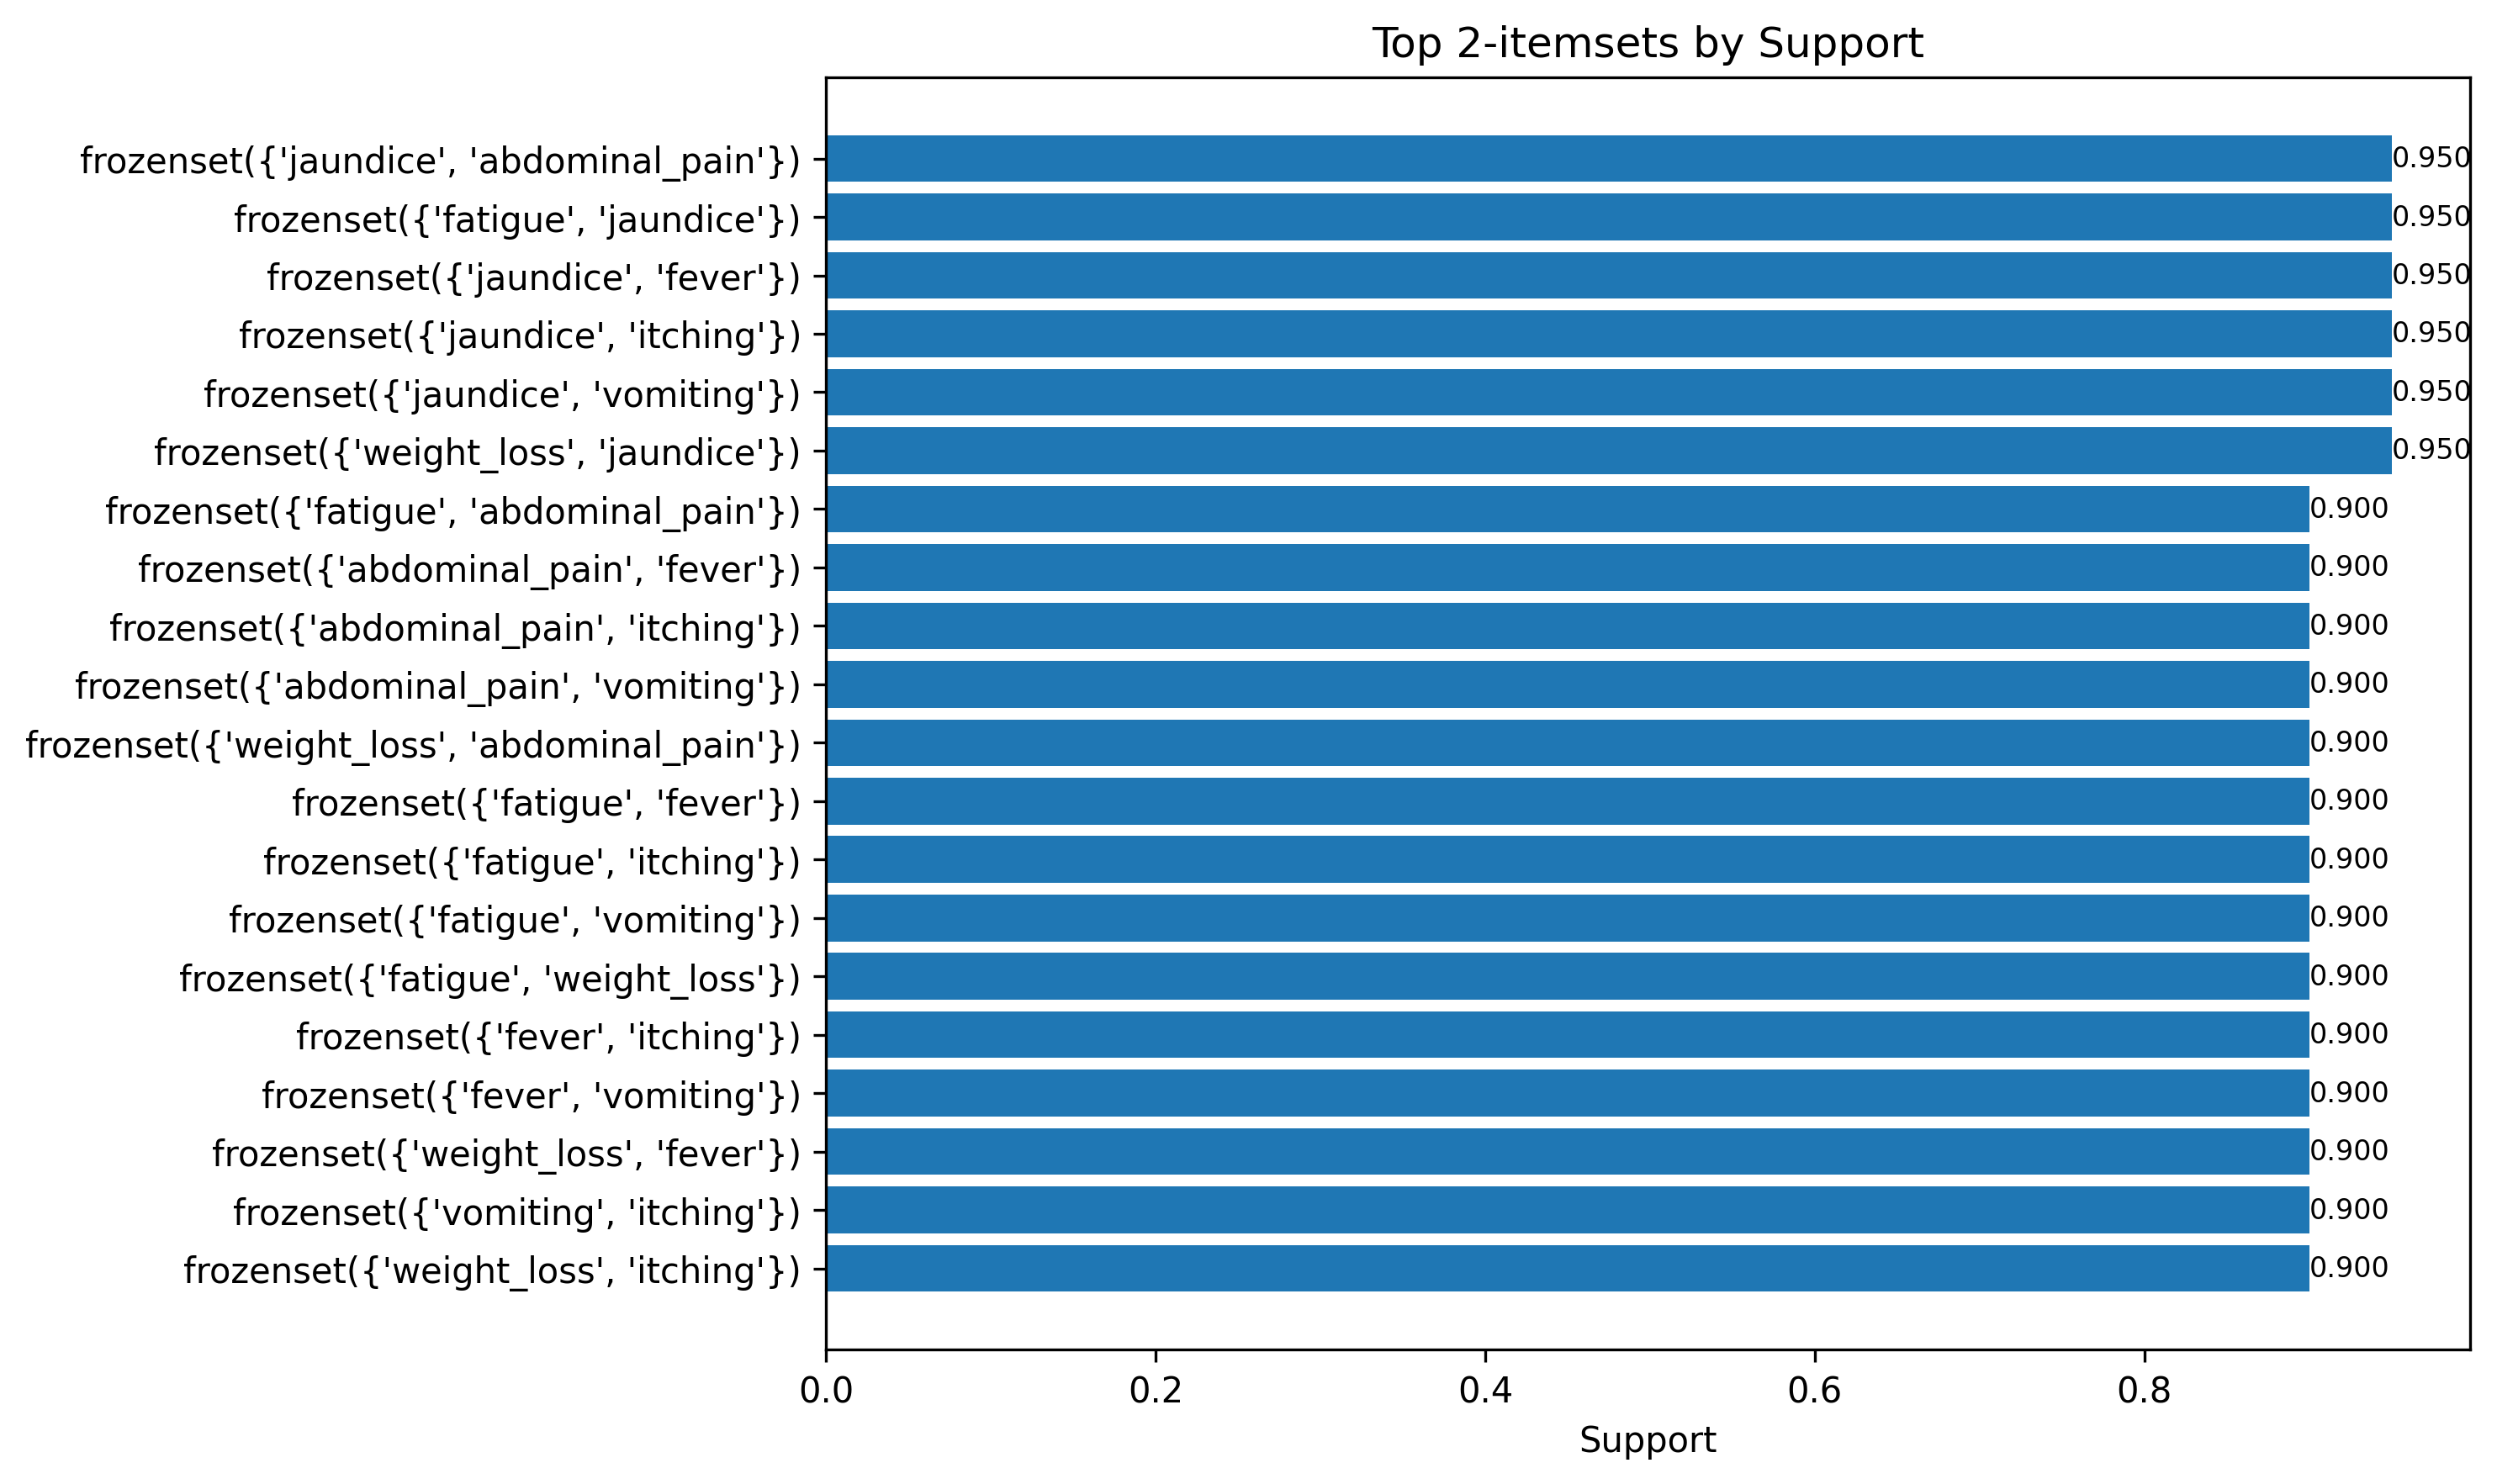 Top 2-itemsets by Support
frozenset({'jaundice', 'abdominal_pain'}) 0.950
frozenset({'fatigue', 'jaundice'}) 0.950
frozenset({'jaundice', 'fever'}) 0.950
frozenset({'jaundice', 'itching'}) 0.950
frozenset({'jaundice', 'vomiting'}) 0.950
frozenset({'weight_loss', 'jaundice'}) 0.950
frozenset({'fatigue', 'abdominal_pain'}) 0.900
frozenset({'abdominal_pain', 'fever'}) 0.900
frozenset({'abdominal_pain', 'itching'}) 0.900
frozenset({'abdominal_pain', 'vomiting'}) 0.900
frozenset({'weight_loss', 'abdominal_pain'}) 0.900
frozenset({'fatigue', 'fever'}) 0.900
frozenset({'fatigue', 'itching'}) 0.900
frozenset({'fatigue', 'vomiting'}) 0.900
frozenset({'fatigue', 'weight_loss'}) 0.900
frozenset({'fever', 'itching'}) 0.900
frozenset({'fever', 'vomiting'}) 0.900
frozenset({'weight_loss', 'fever'}) 0.900
frozenset({'vomiting', 'itching'}) 0.900
frozenset({'weight_loss', 'itching'}) 0.900
0.0 0.2 0.4 0.6 0.8
Support